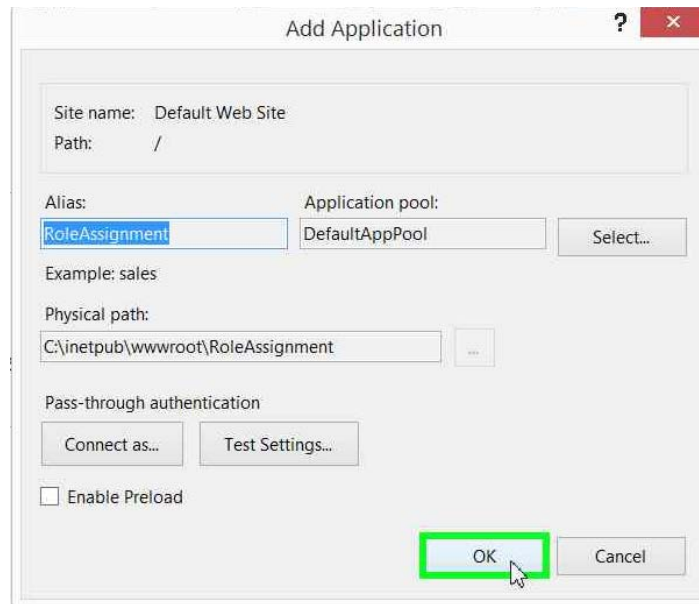 Add Application
? ×
Site name: Default Web Site
Path: /
Alias: Application pool:
RoleAssignment DefaultAppPool Select...
Example: sales
Physical path:
C:\inetpub\wwwroot\RoleAssignment ...
Pass-through authentication
Connect as... Test Settings...
Enable Preload
OK Cancel